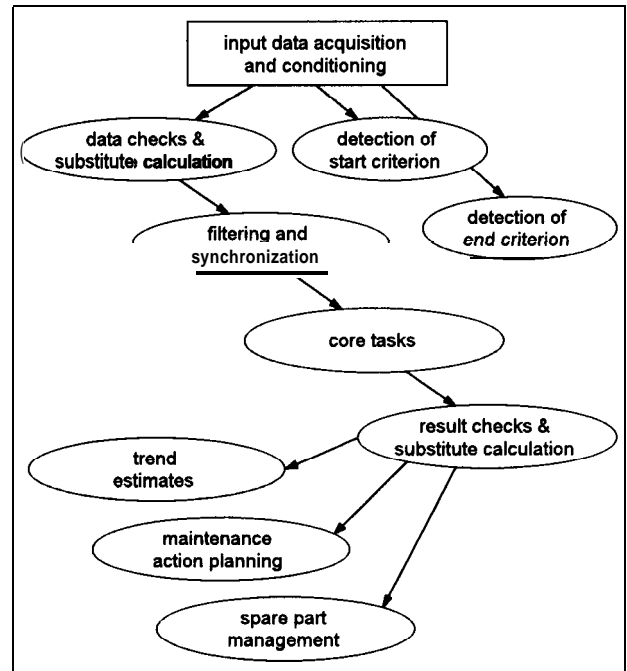 input data acquisition
and conditioning
data checks &
substitute calculation
detection of
start criterion
detection of
end criterion
filtering and
synchronization
core tasks
result checks &
substitute calculation
trend
estimates
maintenance
action planning
spare part
management